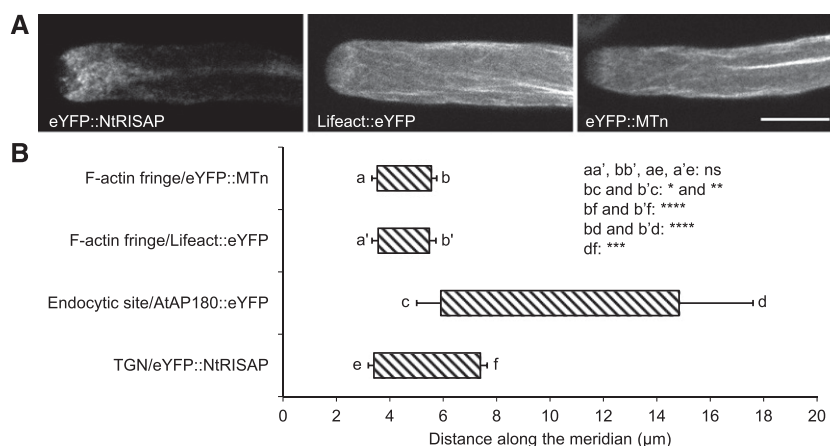 A
eYFP::NtRISAP
Lifeact::eYFP
eYFP::MTn
B
F-actin fringe/eYFP::MTn
a
b
F-actin fringe/Lifeact::eYFP
a'
b'
Endocytic site/AtAP180::eYFP
c
d
TGN/eYFP::NtRISAP
e
f
aa’, bb’, ae, a’e: ns
bc and b’c: * and **
bf and b’f: ****
bd and b’d: ****
df: ***
0 2 4 6 8 10 12 14 16 18 20
Distance along the meridian (µm)